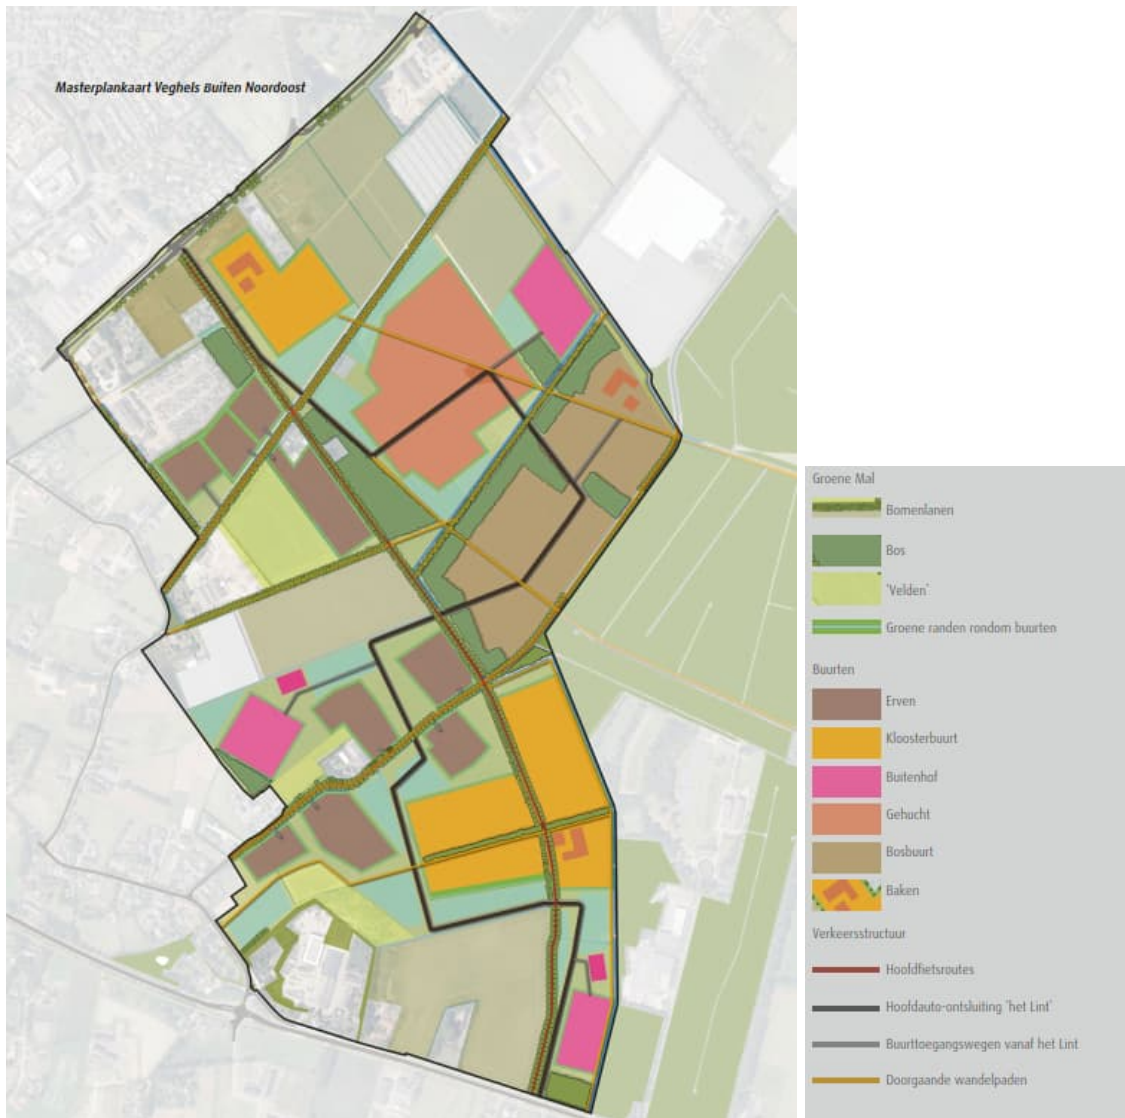 Masterplankaart Veghels Buiten Noordoost
Groene Mal
Bomenlanen
Bos
'Velden'
Groene randen rondom buurten
Buurten
Erven
Kloosterbuurt
Buitenhof
Gehucht
Bosbuurt
Baken
Verkeersstructuur
Hoofdfietsroutes
Hoofdauto-ontsluiting 'het Lint'
Buurttoegangswegen vanaf het Lint
Doorgaande wandelpaden